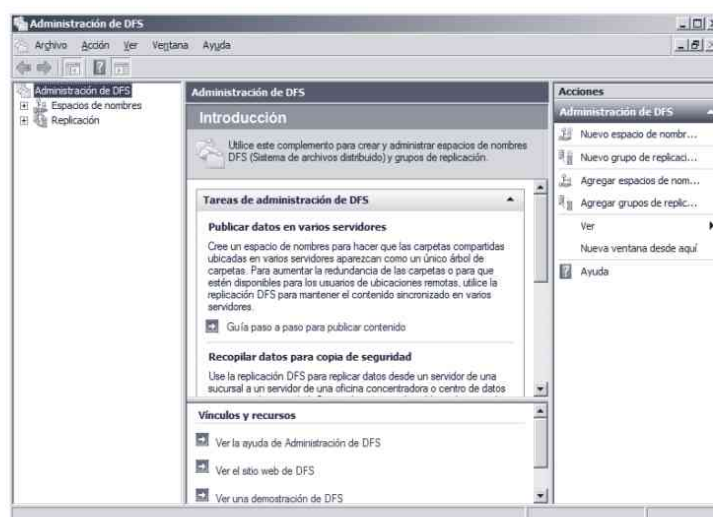 Administración de DFS
Archivo Acción Ver Ventana Ayuda
Administración de DFS
Espacios de nombres
Replicación
Administración de DFS
Introducción
Utilice este complemento para crear y administrar espacios de nombres
DFS (Sistema de archivos distribuido) y grupos de replicación.
Tareas de administración de DFS
Publicar datos en varios servidores
Cree un espacio de nombres para hacer que las carpetas compartidas
ubicadas en varios servidores aparezcan como un único árbol de
carpetas. Para aumentar la redundancia de las carpetas o para que
estén disponibles para los usuarios de ubicaciones remotas, utilice la
replicación DFS para mantener el contenido sincronizado en varios
servidores.
Guía paso a paso para publicar contenido
Recopilar datos para copia de seguridad
Use la replicación DFS para replicar datos desde un servidor de una
sucursal a un servidor de una oficina concentradora o centro de datos
Vínculos y recursos
Ver la ayuda de Administración de DFS
Ver el sitio web de DFS
Ver una demostración de DFS
Acciones
Administración de DFS
Nuevo espacio de nombr...
Nuevo grupo de replicaci...
Agregar espacios de nom...
Agregar grupos de replic...
Ver
Nueva ventana desde aquí
Ayuda